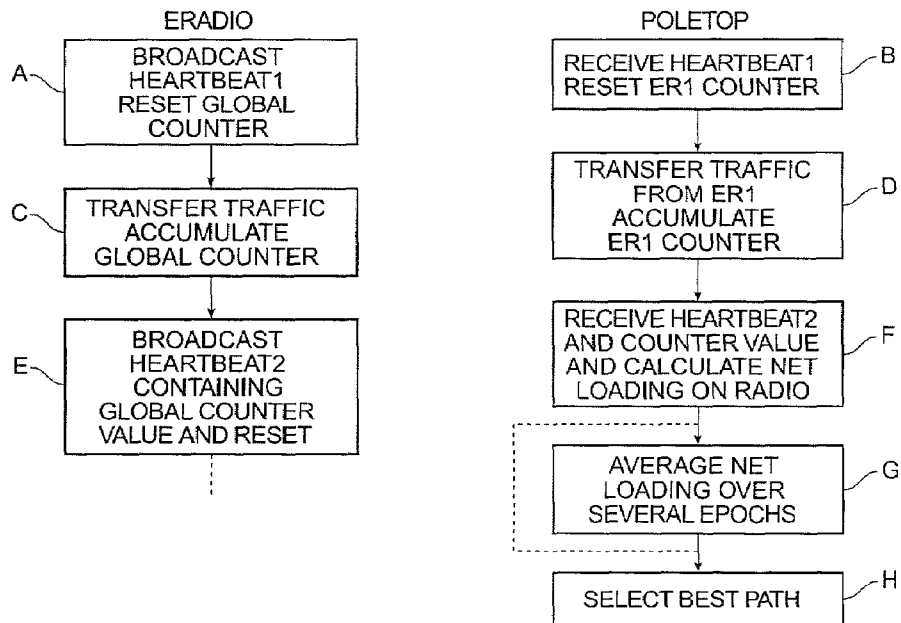 ERADIO
A
BROADCAST
HEARTBEAT1
RESET GLOBAL
COUNTER
C
TRANSFER TRAFFIC
ACCUMULATE
GLOBAL COUNTER
E
BROADCAST
HEARTBEAT2
CONTAINING
GLOBAL COUNTER
VALUE AND RESET
POLETOP
B
RECEIVE HEARTBEAT1
RESET ER1 COUNTER
D
TRANSFER TRAFFIC
FROM ER1
ACCUMULATE
ER1 COUNTER
F
RECEIVE HEARTBEAT2
AND COUNTER VALUE
AND CALCULATE NET
LOADING ON RADIO
G
AVERAGE NET
LOADING OVER
SEVERAL EPOCHS
H
SELECT BEST PATH